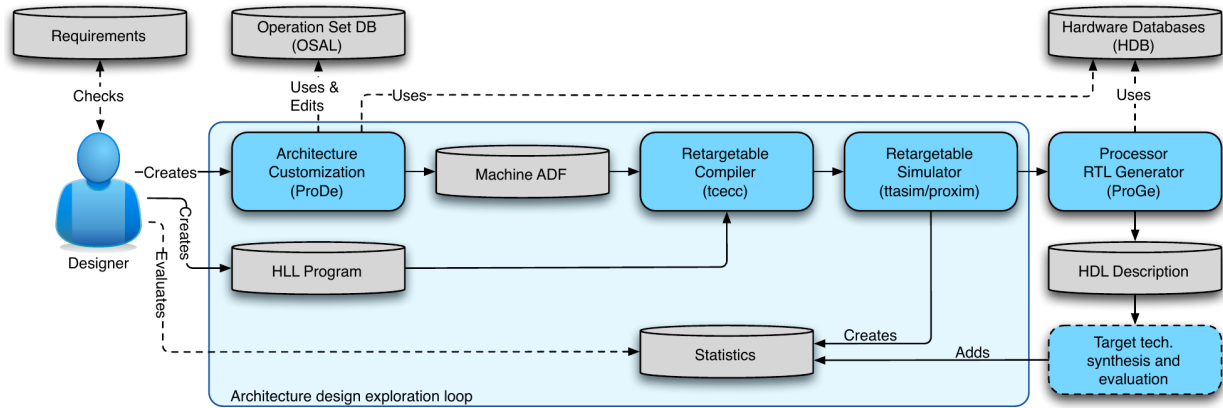 Requirements
Operation Set DB
(OSAL)
Hardware Databases
(HDB)
Checks
Uses &
Edits
Uses
Uses
Designer
Creates
Creates
Evaluates
Architecture
Customization
(ProDe)
Machine ADF
Retargetable
Compiler
(tcecc)
Retargetable
Simulator
(ttasim/proxim)
Processor
RTL Generator
(ProGe)
HLL Program
HDL Description
Creates
Statistics
Adds
Target tech.
synthesis and
evaluation
Architecture design exploration loop